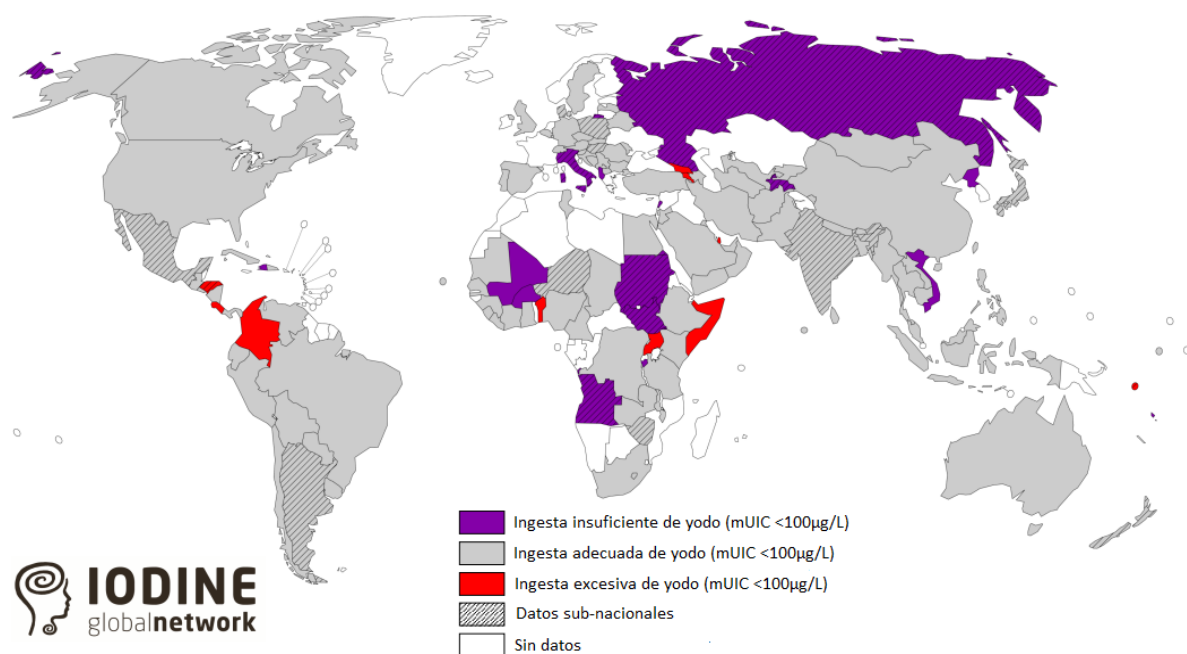 Ingesta insuficiente de yodo (mUIC <100µg/L)
Ingesta adecuada de yodo (mUIC <100µg/L)
Ingesta excesiva de yodo (mUIC <100µg/L)
Datos sub-nacionales
Sin datos
IODINE
globalnetwork